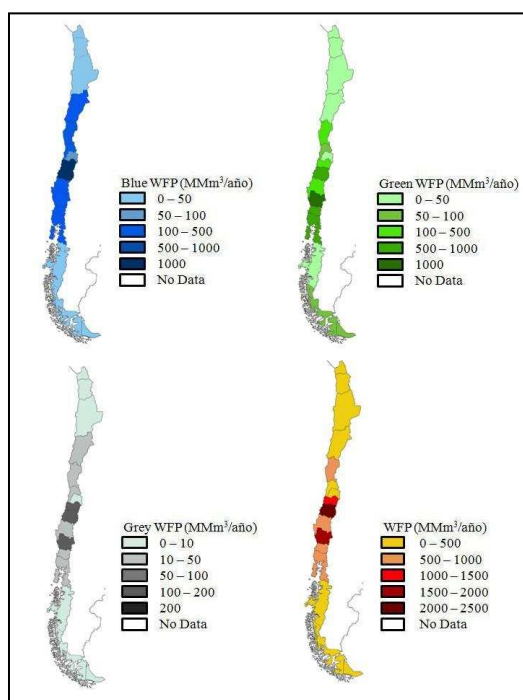 Blue WFP (MMm³/año)
0 – 50
50 – 100
100 – 500
500 – 1000
1000
No Data
Green WFP (MMm³/año)
0 – 50
50 – 100
100 – 500
500 – 1000
1000
No Data
Grey WFP (MMm³/año)
0 – 10
10 – 50
50 – 100
100 – 200
200
No Data
WFP (MMm³/año)
0 – 500
500 – 1000
1000 – 1500
1500 – 2000
2000 – 2500
No Data